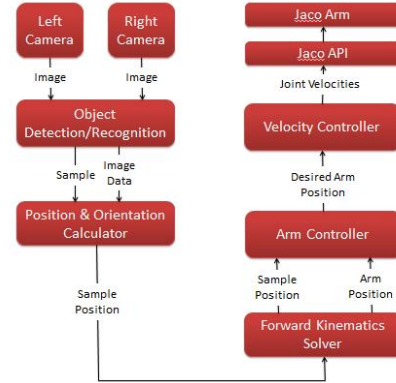 Left
Camera
Right
Camera
Image
Image
Object
Detection/Recognition
Sample
Image
Data
Position & Orientation
Calculator
Sample
Position
Jaco Arm
Jaco API
Joint Velocities
Velocity Controller
Desired Arm
Position
Arm Controller
Sample
Position
Arm
Position
Forward Kinematics
Solver